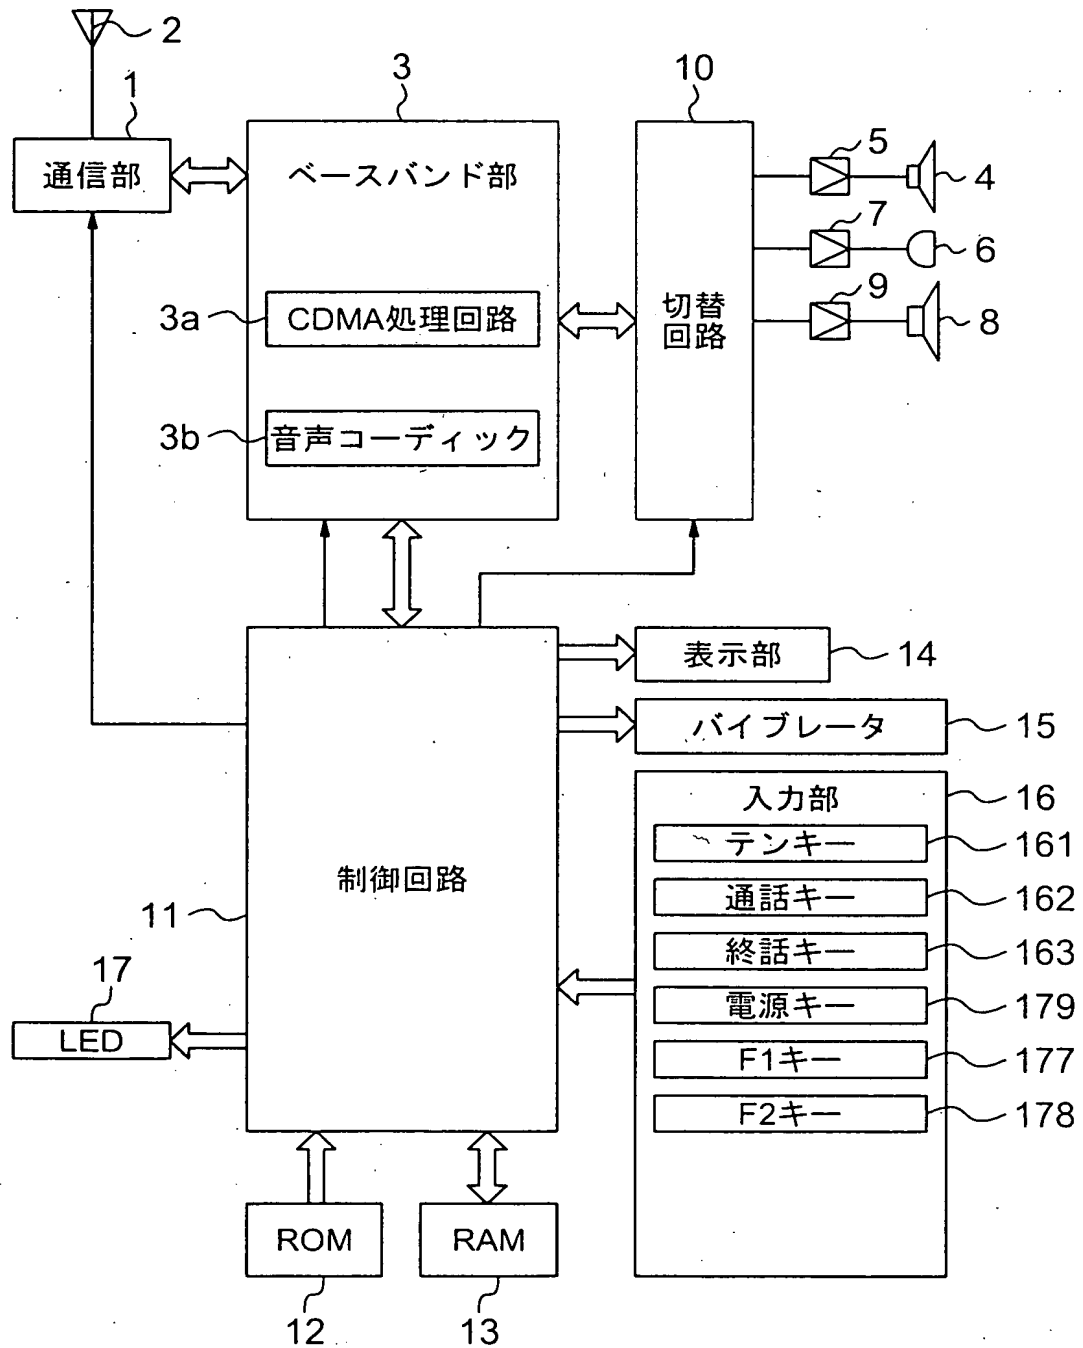 2
1
3
10
通信部
ベースバンド部
5
4
7
6
9
8
切替
回路
3a
CDMA処理回路
3b
音声コーディック
表示部
14
バイブレータ
15
入力部
16
テンキー
161
通話キー
162
終話キー
163
電源キー
179
F1キー
177
F2キー
178
制御回路
11
17
LED
ROM
12
RAM
13